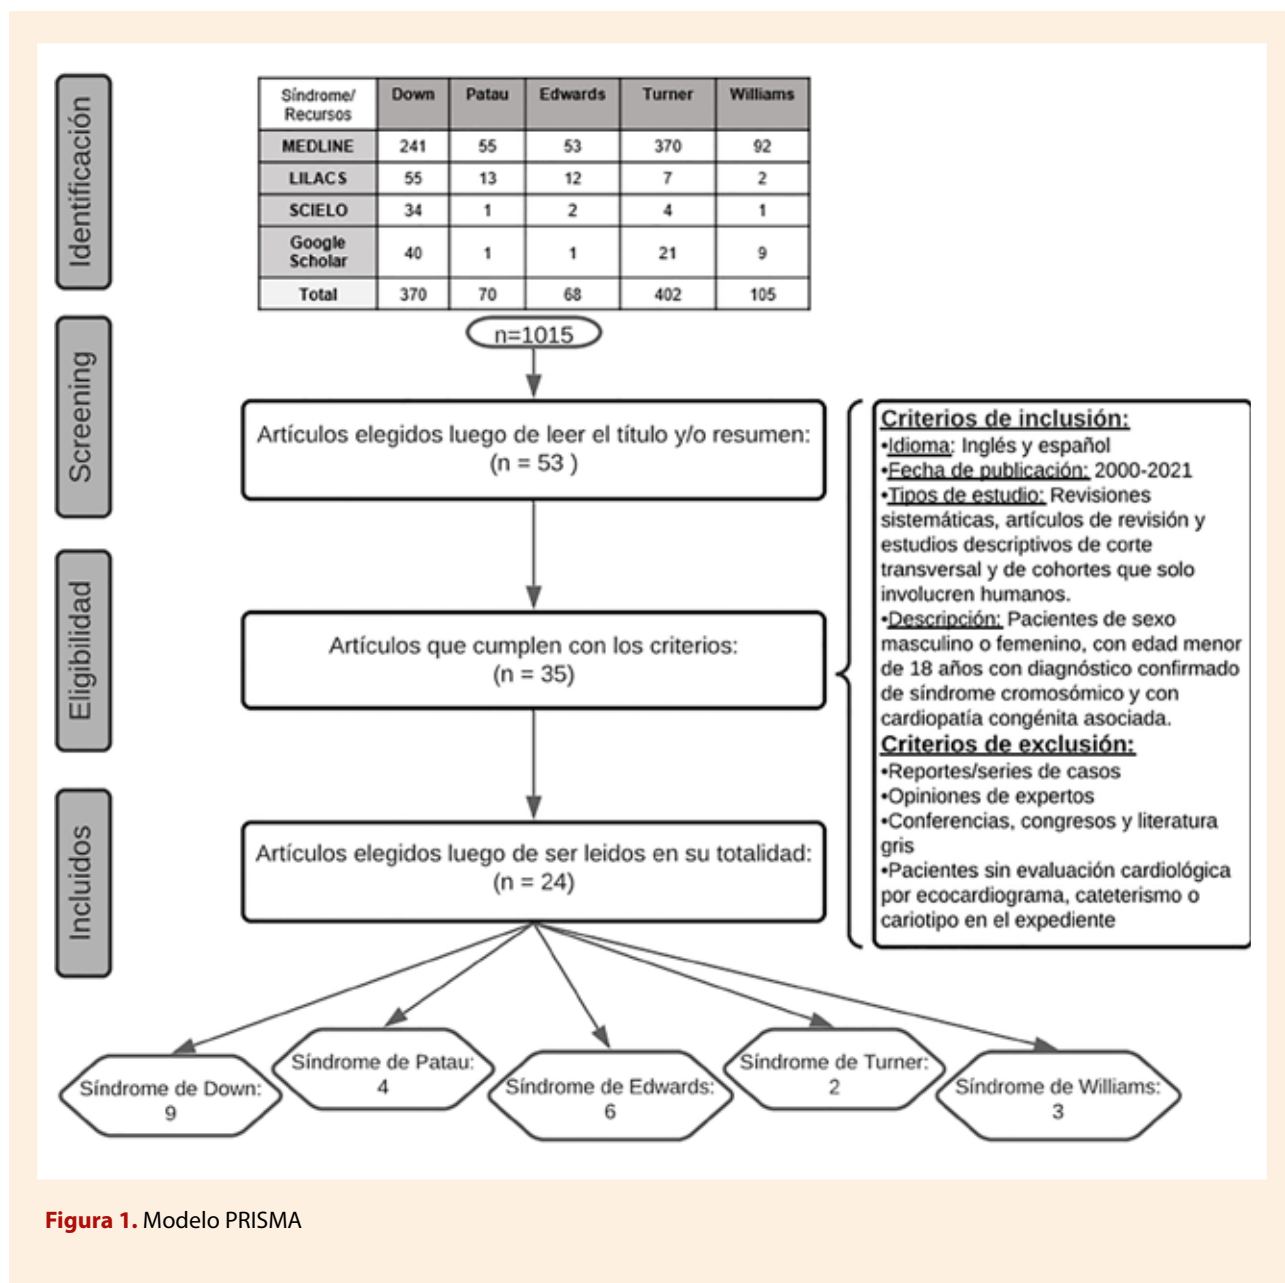 Identificación
Síndrome/ Down Patau Edwards Turner Williams
Recursos
MEDLINE 241 55 53 370 92
LILACS 55 13 12 7 2
SCIELO 34 1 2 4 1
Google
Scholar 40 1 1 21 9
Total 370 70 68 402 105
n=1015
Screening
Artículos elegidos luego de leer el título y/o resumen:
(n = 53 )
Eligibilidad
Artículos que cumplen con los criterios:
(n = 35)
Incluidos
Artículos elegidos luego de ser leidos en su totalidad:
(n = 24)
Criterios de inclusión:
•Idioma: Inglés y español
•Fecha de publicación: 2000-2021
•Tipos de estudio: Revisiones
sistemáticas, artículos de revisión y
estudios descriptivos de corte
transversal y de cohortes que solo
involucren humanos.
•Descripción: Pacientes de sexo
masculino o femenino, con edad menor
de 18 años con diagnóstico confirmado
de síndrome cromosómico y con
cardiopatía congénita asociada.
Criterios de exclusión:
•Reportes/series de casos
•Opiniones de expertos
•Conferencias, congresos y literatura
gris
•Pacientes sin evaluación cardiológica
por ecocardiograma, cateterismo o
cariotipo en el expediente
Síndrome de Down:
9
Síndrome de Patau:
4
Síndrome de Edwards:
6
Síndrome de Turner:
2
Síndrome de Williams:
3
Figura 1. Modelo PRISMA